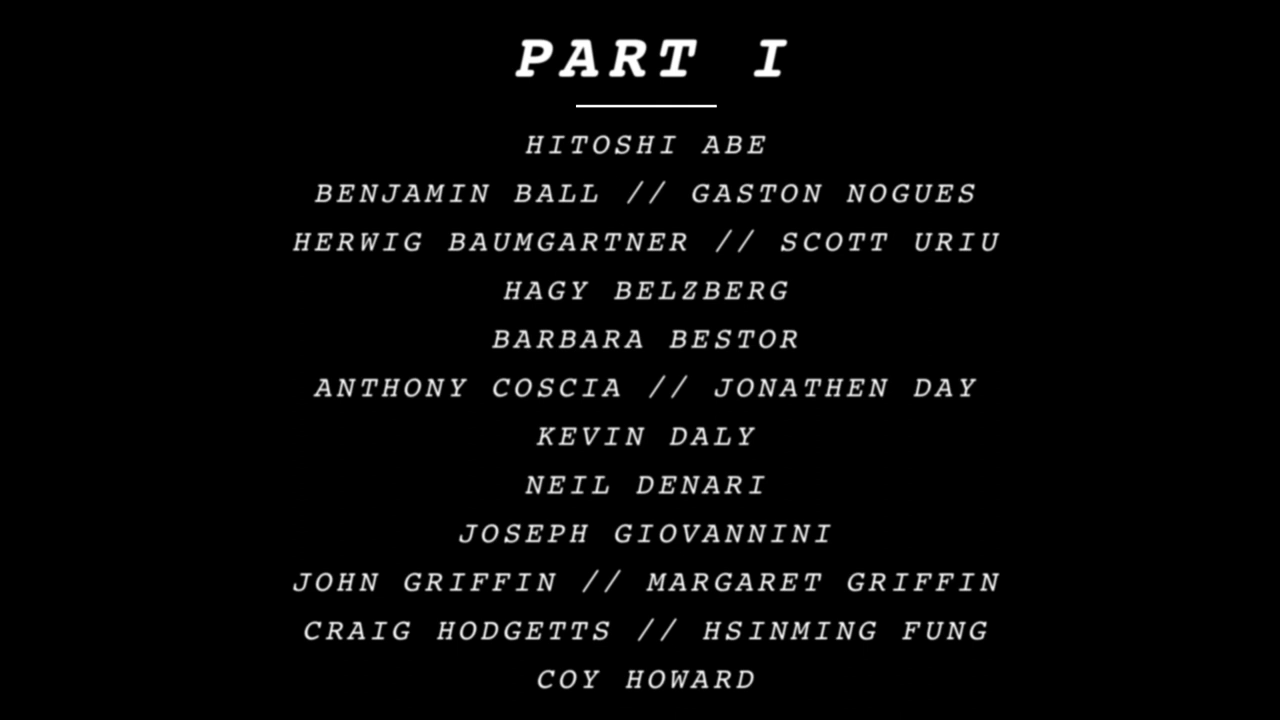 PART I
HITOSHI ABE
BENJAMIN BALL // GASTON NOGUES
HERWIG BAUMGARTNER // SCOTT URIU
HAGY BELZBERG
BARBARA BESTOR
ANTHONY COSCIA // JONATHEN DAY
KEVIN DALY
NEIL DENARI
JOSEPH GIOVANNINI
JOHN GRIFFIN // MARGARET GRIFFIN
CRAIG HODGETTS // HSINMING FUNG
COY HOWARD